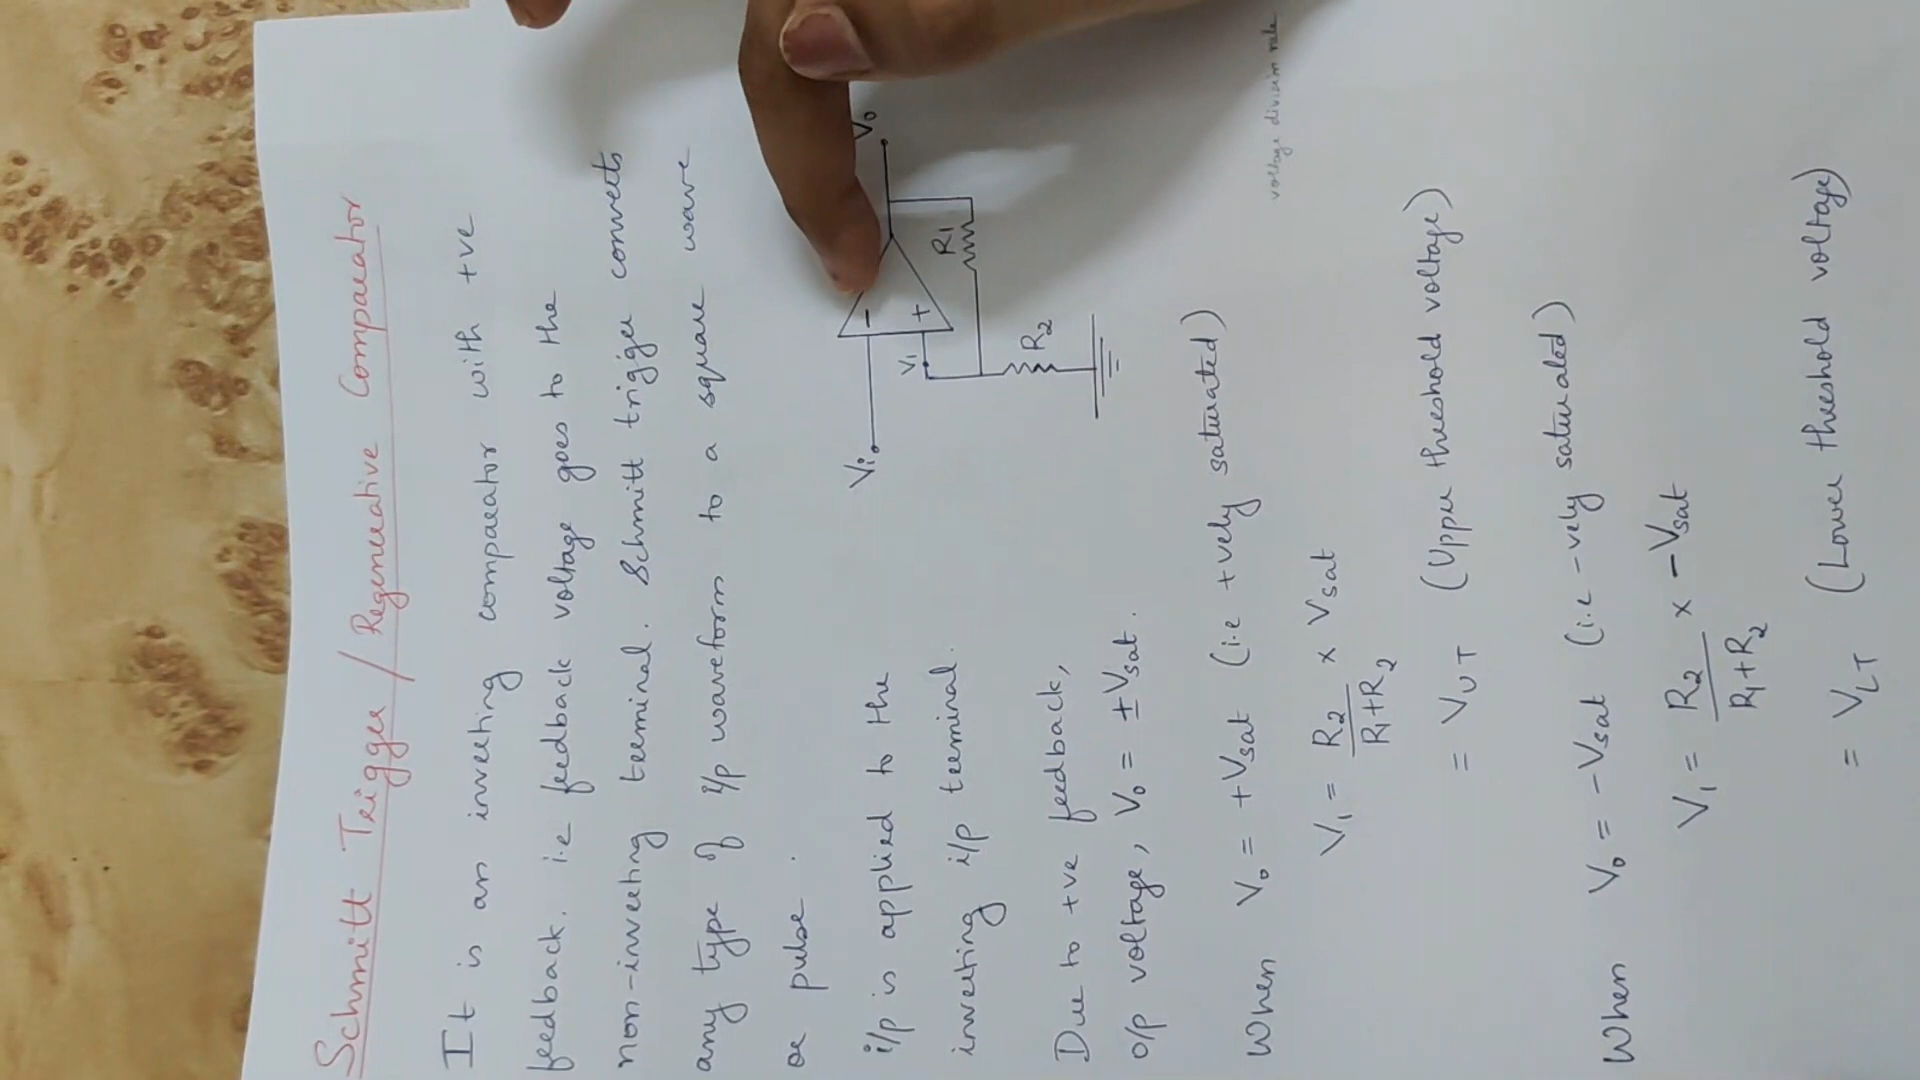 Schmitt Trigger / Regenerative Comparator
It is an inverting comparator with +ve
feedback. i.e feedback voltage goes to the
non-inverting terminal. Schmitt trigger converts
any type of i/p waveform to a square wave
or pulse.
i/p is applied to the
inverting i/p terminal.
Due to +ve feedback,
o/p voltage, V₀ = ±Vsat.
Vi
V₀
-
+
V₁
R₁
R₂
When V₀ = +Vsat (i.e +vely saturated)
voltage division rule
V₁ = R₂/(R₁+R₂) × Vsat
= VUT (Upper threshold voltage)
When V₀ = -Vsat (i.e -vely saturated)
V₁ = R₂/(R₁+R₂) × -Vsat
= VLT (Lower threshold voltage)